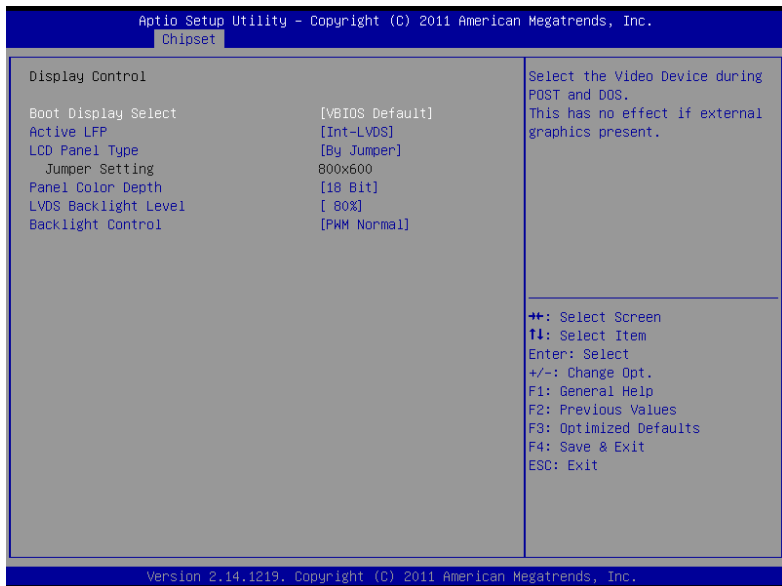 Aptio Setup Utility – Copyright (C) 2011 American Megatrends, Inc.
Chipset
Display Control
Boot Display Select [VBIOS Default]
Active LFP [Int-LVDS]
LCD Panel Type [By Jumper]
Jumper Setting 800x600
Panel Color Depth [18 Bit]
LVDS Backlight Level [ 80%]
Backlight Control [PWM Normal]
Select the Video Device during
POST and DOS.
This has no effect if external
graphics present.
→←: Select Screen
↑↓: Select Item
Enter: Select
+/-: Change Opt.
F1: General Help
F2: Previous Values
F3: Optimized Defaults
F4: Save & Exit
ESC: Exit
Version 2.14.1219. Copyright (C) 2011 American Megatrends, Inc.